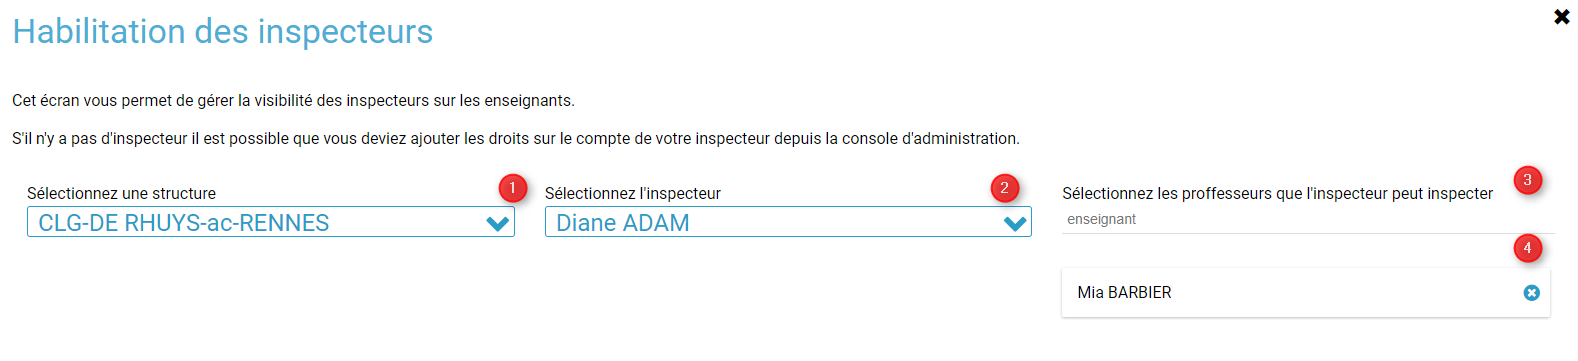 Habilitation des inspecteurs
Cet écran vous permet de gérer la visibilité des inspecteurs sur les enseignants.
S'il n'y a pas d'inspecteur il est possible que vous deviez ajouter les droits sur le compte de votre inspecteur depuis la console d'administration.
Sélectionnez une structure
1
CLG-DE RHUYS-ac-RENNES
Sélectionnez l'inspecteur
2
Diane ADAM
Sélectionnez les proffesseurs que l'inspecteur peut inspecter
3
enseignant
4
Mia BARBIER